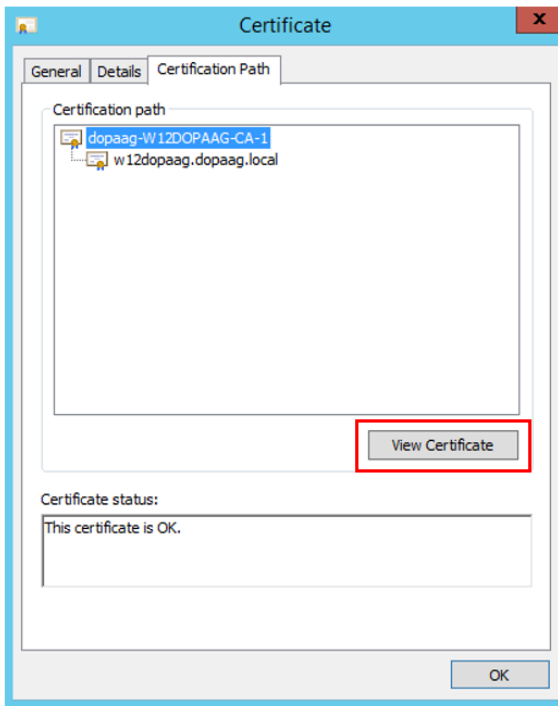 Certificate
x
General Details Certification Path
Certification path
dopaag-W12DOPAAG-CA-1
w12dopaag.dopaag.local
View Certificate
Certificate status:
This certificate is OK.
OK